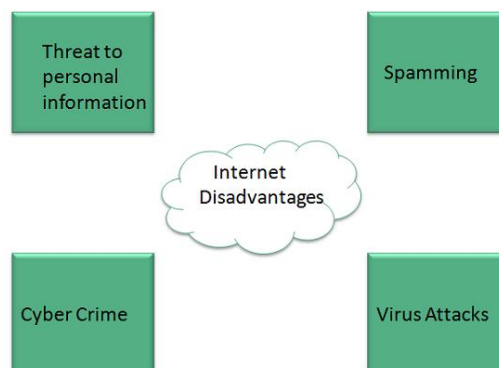 Threat to
personal
information
Spamming
Internet
Disadvantages
Cyber Crime
Virus Attacks